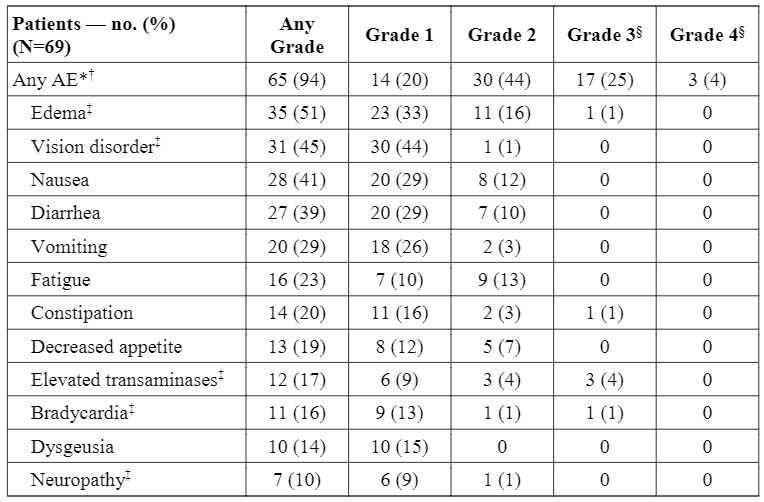 Patients — no. (%) (N=69) Any Grade Grade 1 Grade 2 Grade 3§ Grade 4§
Any AE*† 65 (94) 14 (20) 30 (44) 17 (25) 3 (4)
Edema‡ 35 (51) 23 (33) 11 (16) 1 (1) 0
Vision disorder‡ 31 (45) 30 (44) 1 (1) 0 0
Nausea 28 (41) 20 (29) 8 (12) 0 0
Diarrhea 27 (39) 20 (29) 7 (10) 0 0
Vomiting 20 (29) 18 (26) 2 (3) 0 0
Fatigue 16 (23) 7 (10) 9 (13) 0 0
Constipation 14 (20) 11 (16) 2 (3) 1 (1) 0
Decreased appetite 13 (19) 8 (12) 5 (7) 0 0
Elevated transaminases‡ 12 (17) 6 (9) 3 (4) 3 (4) 0
Bradycardia‡ 11 (16) 9 (13) 1 (1) 1 (1) 0
Dysgeusia 10 (14) 10 (15) 0 0 0
Neuropathy‡ 7 (10) 6 (9) 1 (1) 0 0